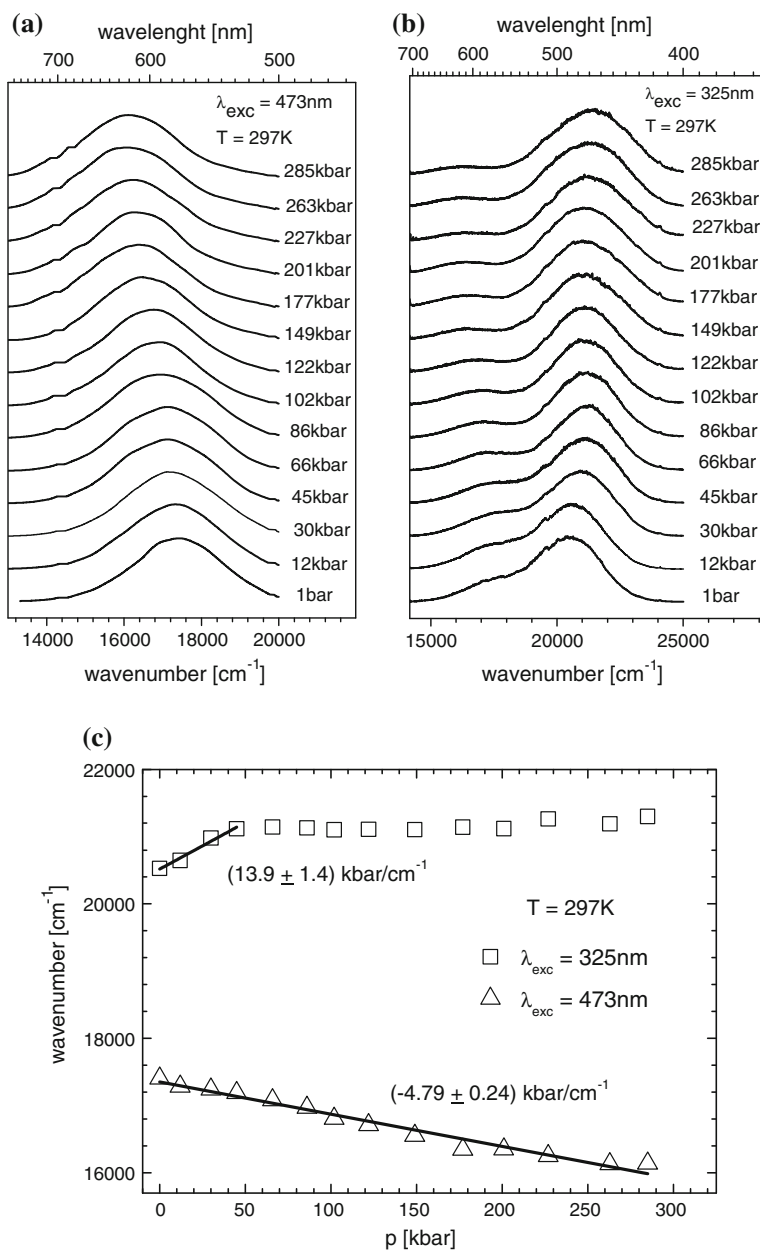 (a)
wavelenght [nm]
700 600 500
λexc = 473nm
T = 297K
285kbar
263kbar
227kbar
201kbar
177kbar
149kbar
122kbar
102kbar
86kbar
66kbar
45kbar
30kbar
12kbar
1bar
14000 16000 18000 20000
wavenumber [cm⁻¹]
(b)
wavelenght [nm]
700 600 500 400
λexc = 325nm
T = 297K
285kbar
263kbar
227kbar
201kbar
177kbar
149kbar
122kbar
102kbar
86kbar
66kbar
45kbar
30kbar
12kbar
1bar
15000 20000 25000
wavenumber [cm⁻¹]
(c)
22000
20000
18000
16000
wavenumber [cm⁻¹]
(13.9 ± 1.4) kbar/cm⁻¹
T = 297K
λexc = 325nm
λexc = 473nm
(-4.79 ± 0.24) kbar/cm⁻¹
0 50 100 150 200 250 300
p [kbar]